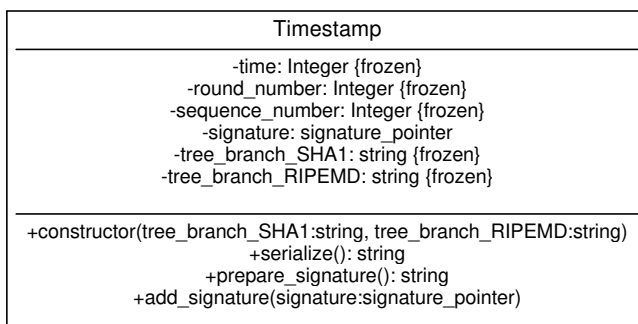 Timestamp
-time: Integer {frozen}
-round_number: Integer {frozen}
-sequence_number: Integer {frozen}
-signature: signature_pointer
-tree_branch_SHA1: string {frozen}
-tree_branch_RIPEMD: string {frozen}
+constructor(tree_branch_SHA1:string, tree_branch_RIPEMD:string)
+serialize(): string
+prepare_signature(): string
+add_signature(signature:signature_pointer)